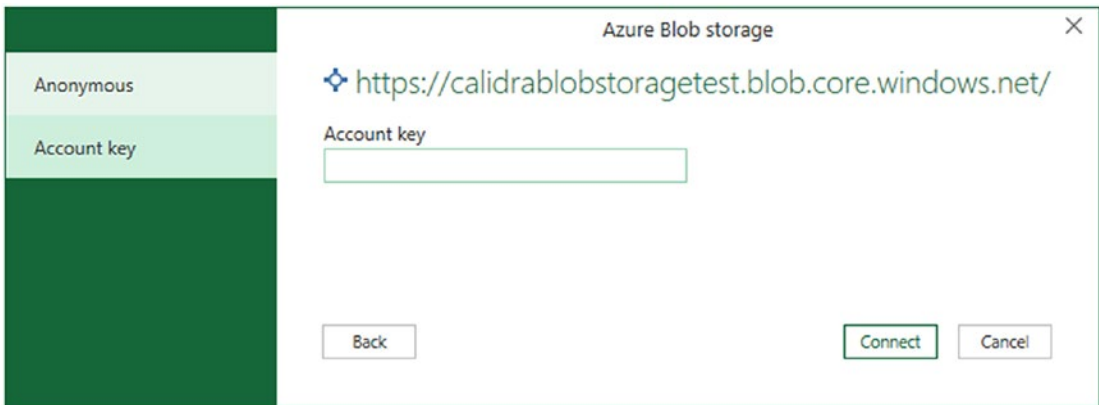 Azure Blob storage
Anonymous
Account key
https://calidrablobstoragetest.blob.core.windows.net/
Account key
Back
Connect
Cancel